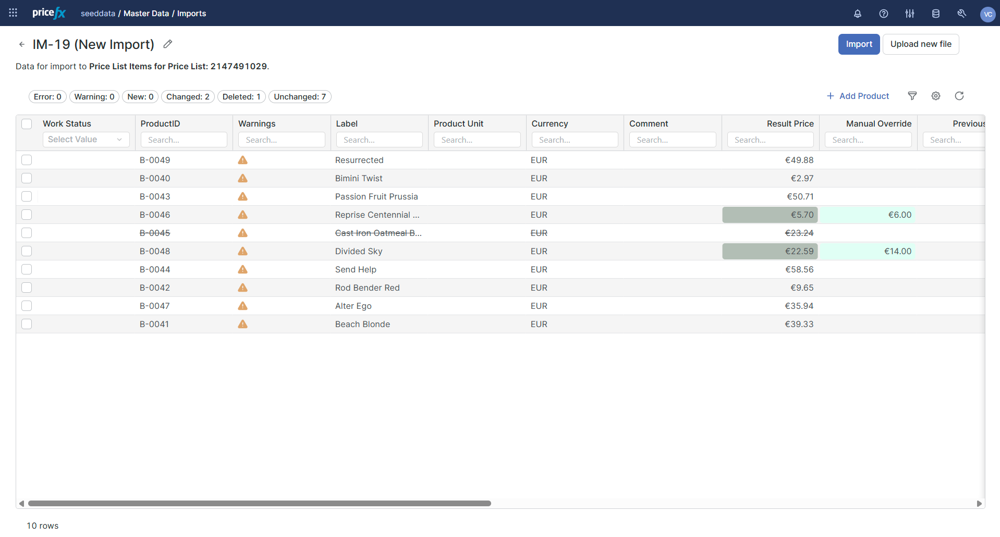 pricefx seeddata / Master Data / Imports VC
IM-19 (New Import) Import Upload new file
Data for import to Price List Items for Price List: 2147491029.
Error: 0 Warning: 0 New: 0 Changed: 2 Deleted: 1 Unchanged: 7 + Add Product
Work Status ProductID Warnings Label Product Unit Currency Comment Result Price Manual Override Previous
Select Value Search... Search... Search... Search... Search... Search... Search... Search... Search...
B-0049 Resurrected EUR €49.88
B-0040 Bimini Twist EUR €2.97
B-0043 Passion Fruit Prussia EUR €50.71
B-0046 Reprise Centennial ... EUR €5.70 €6.00
B-0045 Cast Iron Oatmeal B... EUR €23.24
B-0048 Divided Sky EUR €22.59 €14.00
B-0044 Send Help EUR €58.56
B-0042 Rod Bender Red EUR €9.65
B-0047 Alter Ego EUR €35.94
B-0041 Beach Blonde EUR €39.33
10 rows